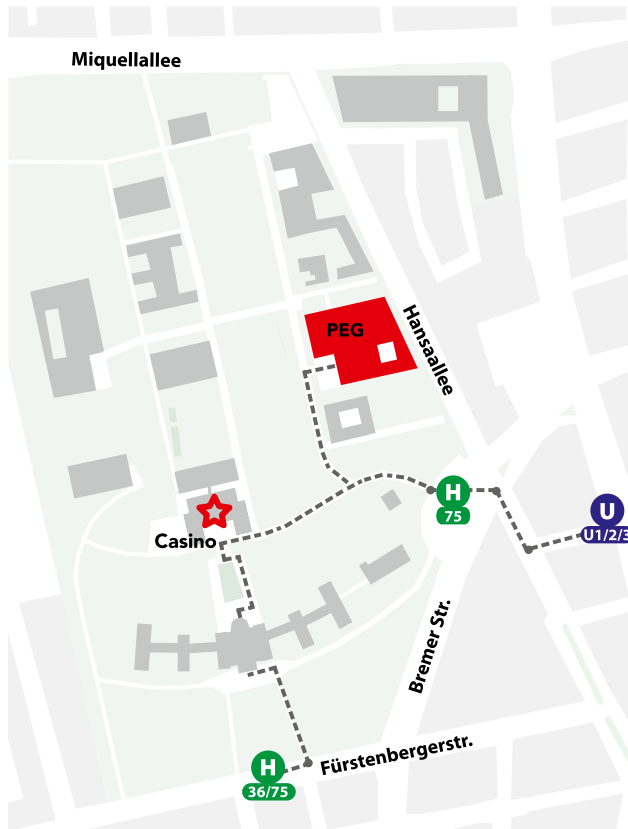 Miquellallee
Hansaallee
PEG
H
75
U
U1/2/3
Casino
Bremer Str.
Fürstenbergerstr.
H
36/75